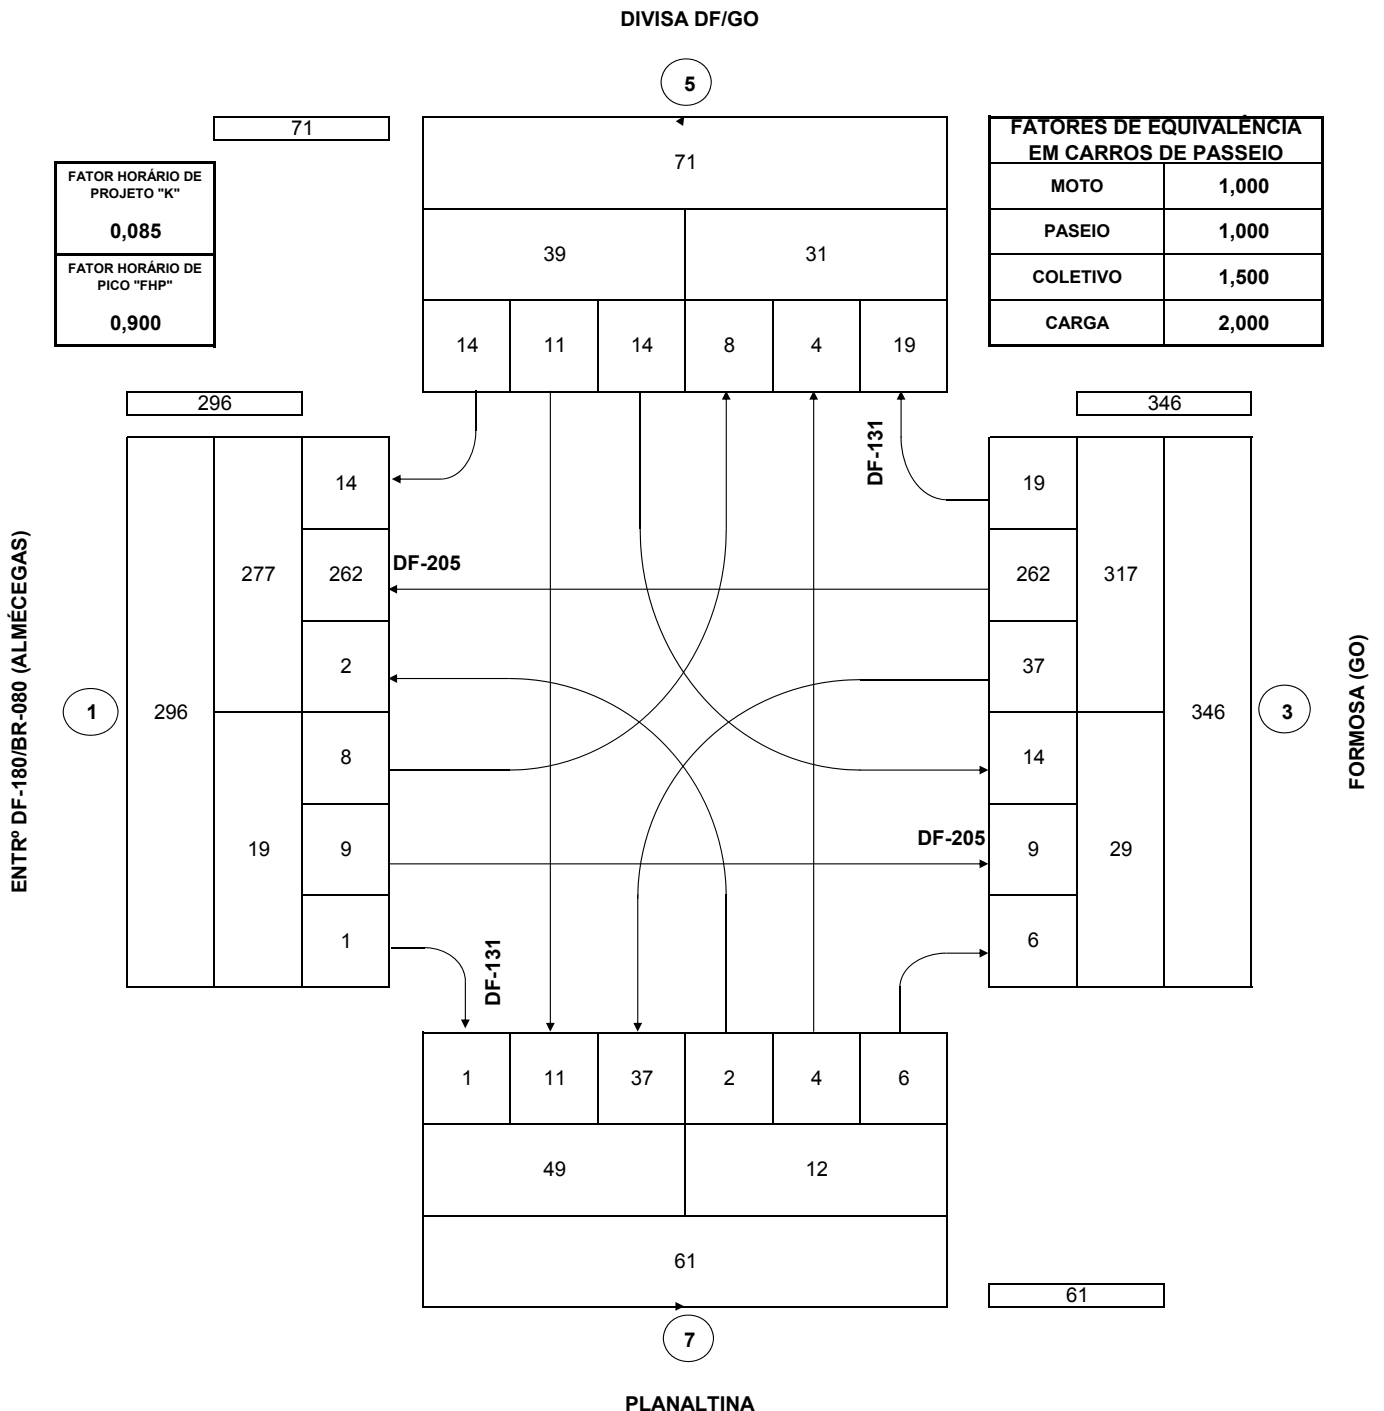 DIVISA DF/GO
5
71
71
FATORES DE EQUIVALÊNCIA
EM CARROS DE PASSEIO
MOTO 1,000
PASEIO 1,000
COLETIVO 1,500
CARGA 2,000
FATOR HORÁRIO DE
PROJETO "K"
0,085
FATOR HORÁRIO DE
PICO "FHP"
0,900
39 31
14 11 14 8 4 19
296
346
DF-131
14
262
2
8
9
1
277
19
296
1
ENTRº DF-180/BR-080 (ALMÉCEGAS)
DF-205
19
262
37
14
9
6
317
29
346
3
FORMOSA (GO)
DF-205
DF-131
1 11 37 2 4 6
49 12
61
61
7
PLANALTINA